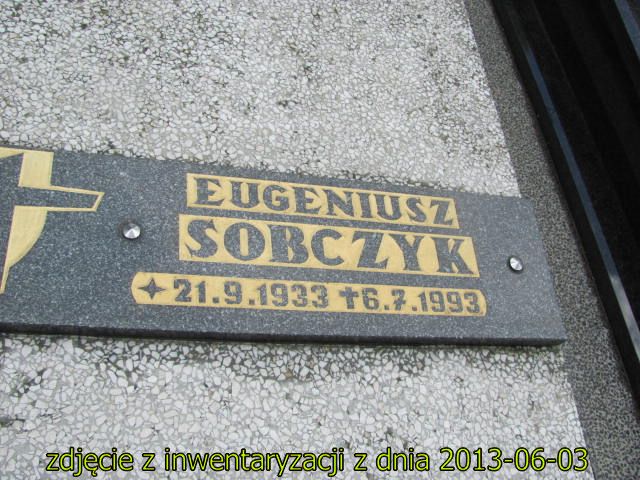 EUGENIUSZ
SOBCZYK
✦ 21.9.1933 ✝ 6.7.1993
zdjęcie z inwentaryzacji z dnia 2013-06-03